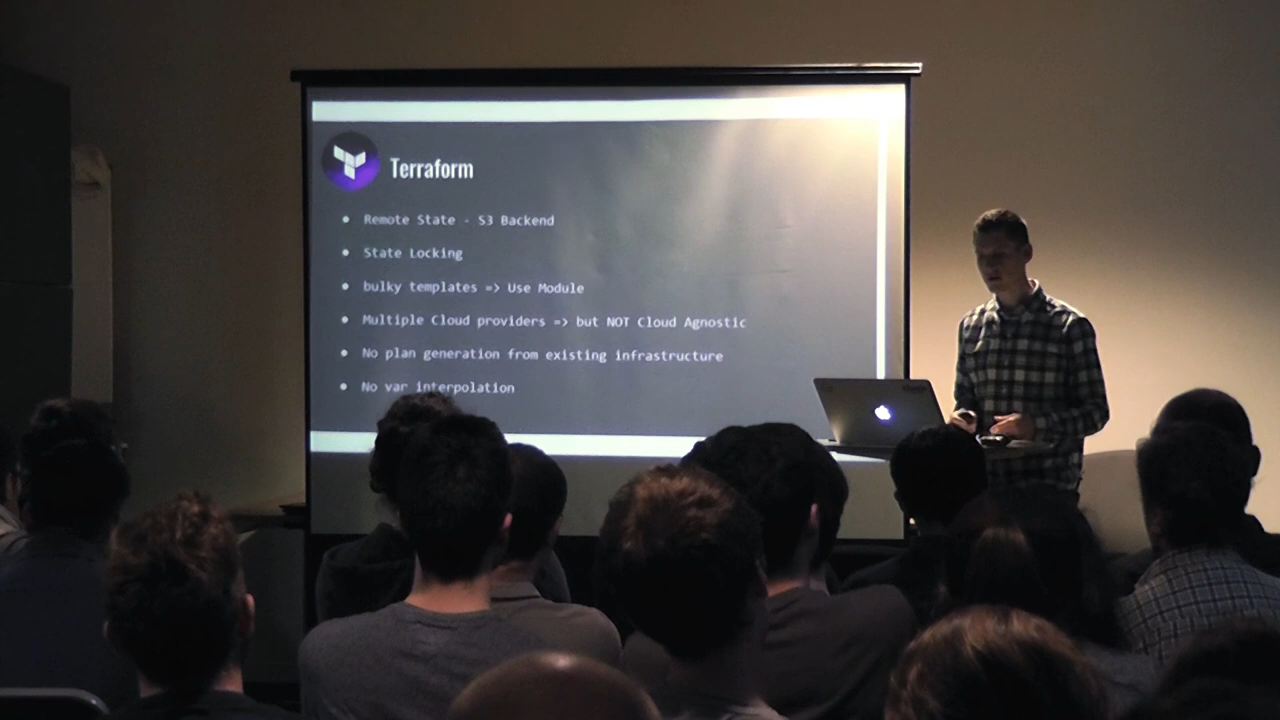 Terraform
Remote State - S3 Backend
State Locking
bulky templates => Use Module
Multiple Cloud providers => but NOT Cloud Agnostic
No plan generation from existing infrastructure
No var interpolation